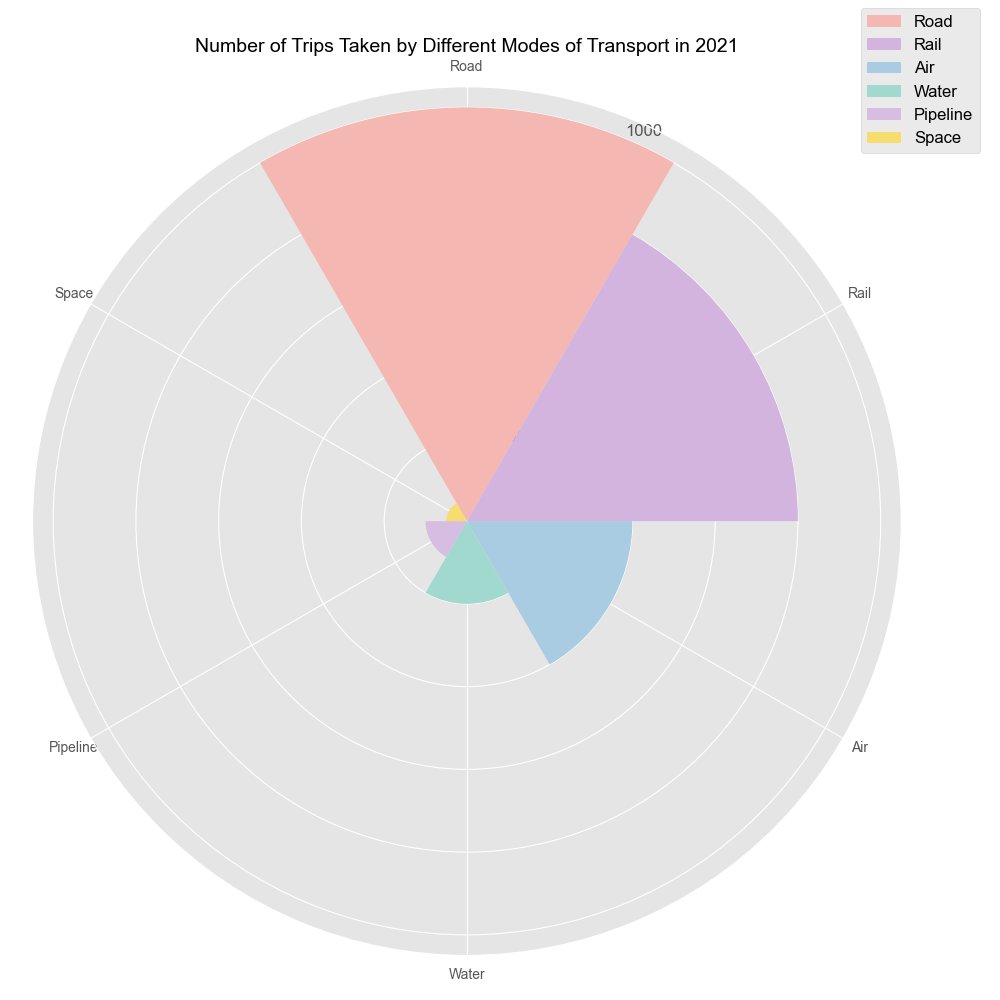 Number of Trips Taken by Different Modes of Transport in 2021
Road
Rail
Air
Water
Pipeline
Space
Road
1000
Space
Rail
Pipeline
Air
Water